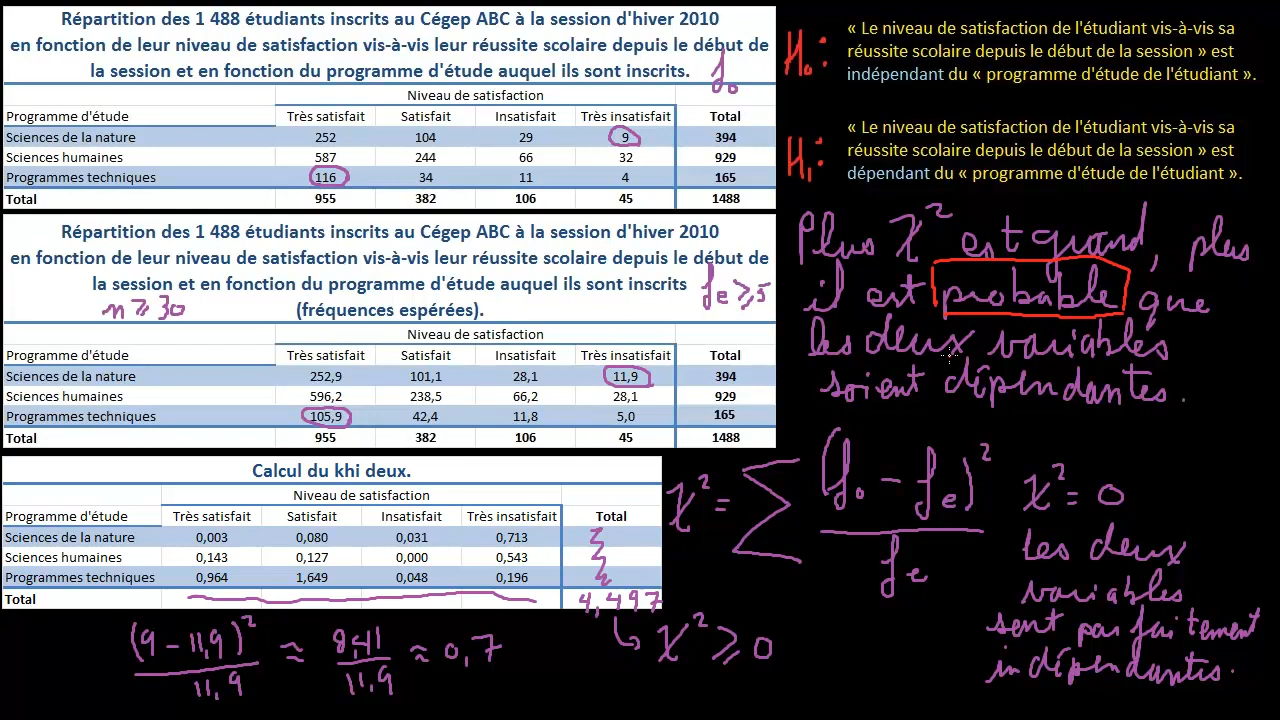 Répartition des 1 488 étudiants inscrits au Cégep ABC à la session d'hiver 2010
en fonction de leur niveau de satisfaction vis-à-vis leur réussite scolaire depuis le début de
la session et en fonction du programme d'étude auquel ils sont inscrits.
f₀
Niveau de satisfaction
Programme d'étude Très satisfait Satisfait Insatisfait Très insatisfait Total
Sciences de la nature 252 104 29 9 394
Sciences humaines 587 244 66 32 929
Programmes techniques 116 34 11 4 165
Total 955 382 106 45 1488
Répartition des 1 488 étudiants inscrits au Cégep ABC à la session d'hiver 2010
en fonction de leur niveau de satisfaction vis-à-vis leur réussite scolaire depuis le début de
la session et en fonction du programme d'étude auquel ils sont inscrits
(fréquences espérées).
n ≥ 30
fe ≥ 5
Niveau de satisfaction
Programme d'étude Très satisfait Satisfait Insatisfait Très insatisfait Total
Sciences de la nature 252,9 101,1 28,1 11,9 394
Sciences humaines 596,2 238,5 66,2 28,1 929
Programmes techniques 105,9 42,4 11,8 5,0 165
Total 955 382 106 45 1488
Calcul du khi deux.
Niveau de satisfaction
Programme d'étude Très satisfait Satisfait Insatisfait Très insatisfait Total
Sciences de la nature 0,003 0,080 0,031 0,713
Sciences humaines 0,143 0,127 0,000 0,543
Programmes techniques 0,964 1,649 0,048 0,196
Total 4,497
(9 - 11,9)² / 11,9 ≈ 8,41 / 11,9 ≈ 0,7
↳ χ² ≥ 0
H₀:
« Le niveau de satisfaction de l'étudiant vis-à-vis sa
réussite scolaire depuis le début de la session » est
indépendant du « programme d'étude de l'étudiant ».
H₁:
« Le niveau de satisfaction de l'étudiant vis-à-vis sa
réussite scolaire depuis le début de la session » est
dépendant du « programme d'étude de l'étudiant ».
Plus χ² est grand, plus
il est probable que
les deux variables
soient dépendantes.
χ² = ∑ (f₀ - fe)² / fe
χ² = 0
les deux
variables
sont parfaitement
indépendantes.